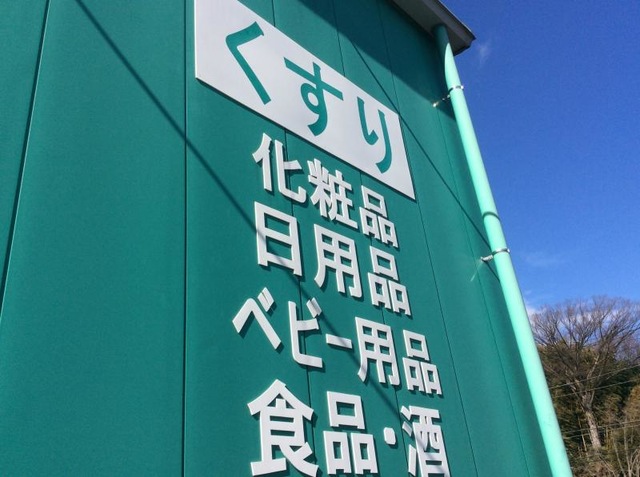 くすり
化粧品
日用品
ベビー用品
食品・酒